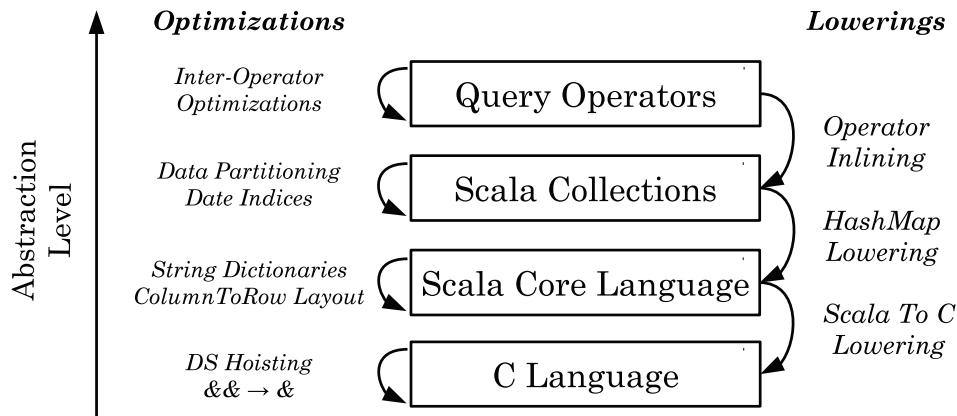 Optimizations
Lowerings
Inter-Operator
Optimizations
Query Operators
Operator
Inlining
Data Partitioning
Date Indices
Scala Collections
HashMap
Lowering
String Dictionaries
ColumnToRow Layout
Scala Core Language
Scala To C
Lowering
DS Hoisting
&& → &
C Language
Abstraction
Level